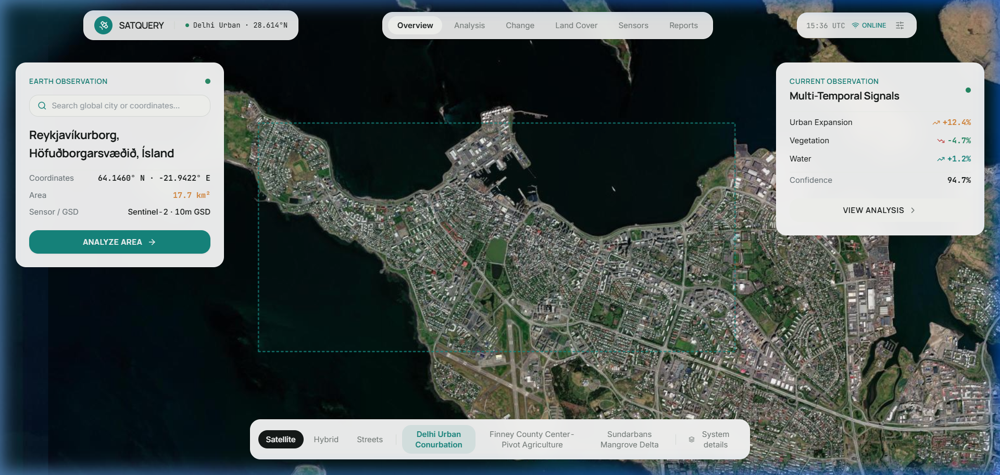 SATQUERY
Delhi Urban · 28.614°N
Overview
Analysis
Change
Land Cover
Sensors
Reports
15:36 UTC
ONLINE
EARTH OBSERVATION
Search global city or coordinates...
Reykjavíkurborg,
Höfuðborgarsvæðið, Ísland
Coordinates 64.1460° N · -21.9422° E
Area 17.7 km²
Sensor / GSD Sentinel-2 · 10m GSD
ANALYZE AREA
CURRENT OBSERVATION
Multi-Temporal Signals
Urban Expansion +12.4%
Vegetation -4.7%
Water +1.2%
Confidence 94.7%
VIEW ANALYSIS
Satellite
Hybrid
Streets
Delhi Urban
Conurbation
Finney County Center-
Pivot Agriculture
Sundarbans
Mangrove Delta
System
details